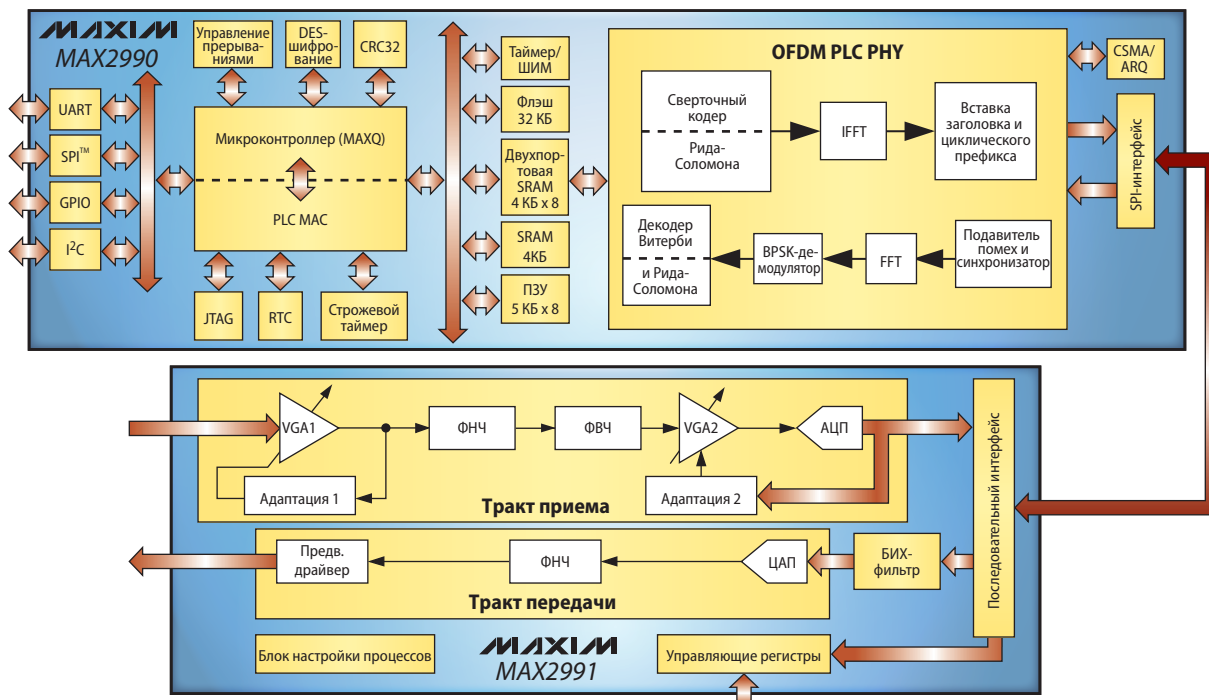 MAXIM
MAX2990
Управление
прерыва-
ниями
DES-
шифро-
вание
CRC32
UART
SPI™
GPIO
I²C
Микроконтроллер (MAXQ)
PLC MAC
JTAG
RTC
Строжевой
таймер
Таймер/
ШИМ
Флэш
32 КБ
Двухпор-
товая
SRAM
4 КБ x 8
SRAM
4КБ
ПЗУ
5 КБ x 8
OFDM PLC PHY
Сверточный
кодер
Рида-
Соломона
IFFT
Вставка
заголовка и
циклического
префикса
Декодер
Витерби
и Рида-
Соломона
BPSK-де-
модулятор
FFT
Подавитель
помех и
синхронизатор
CSMA/
ARQ
SPI-интерфейс
VGA1
ФНЧ
ФВЧ
VGA2
АЦП
Адаптация 1
Адаптация 2
Тракт приема
Предв.
драйвер
ФНЧ
ЦАП
Тракт передачи
БИХ-
фильтр
Последовательный интерфейс
Блок настройки процессов
MAXIM
MAX2991
Управляющие регистры